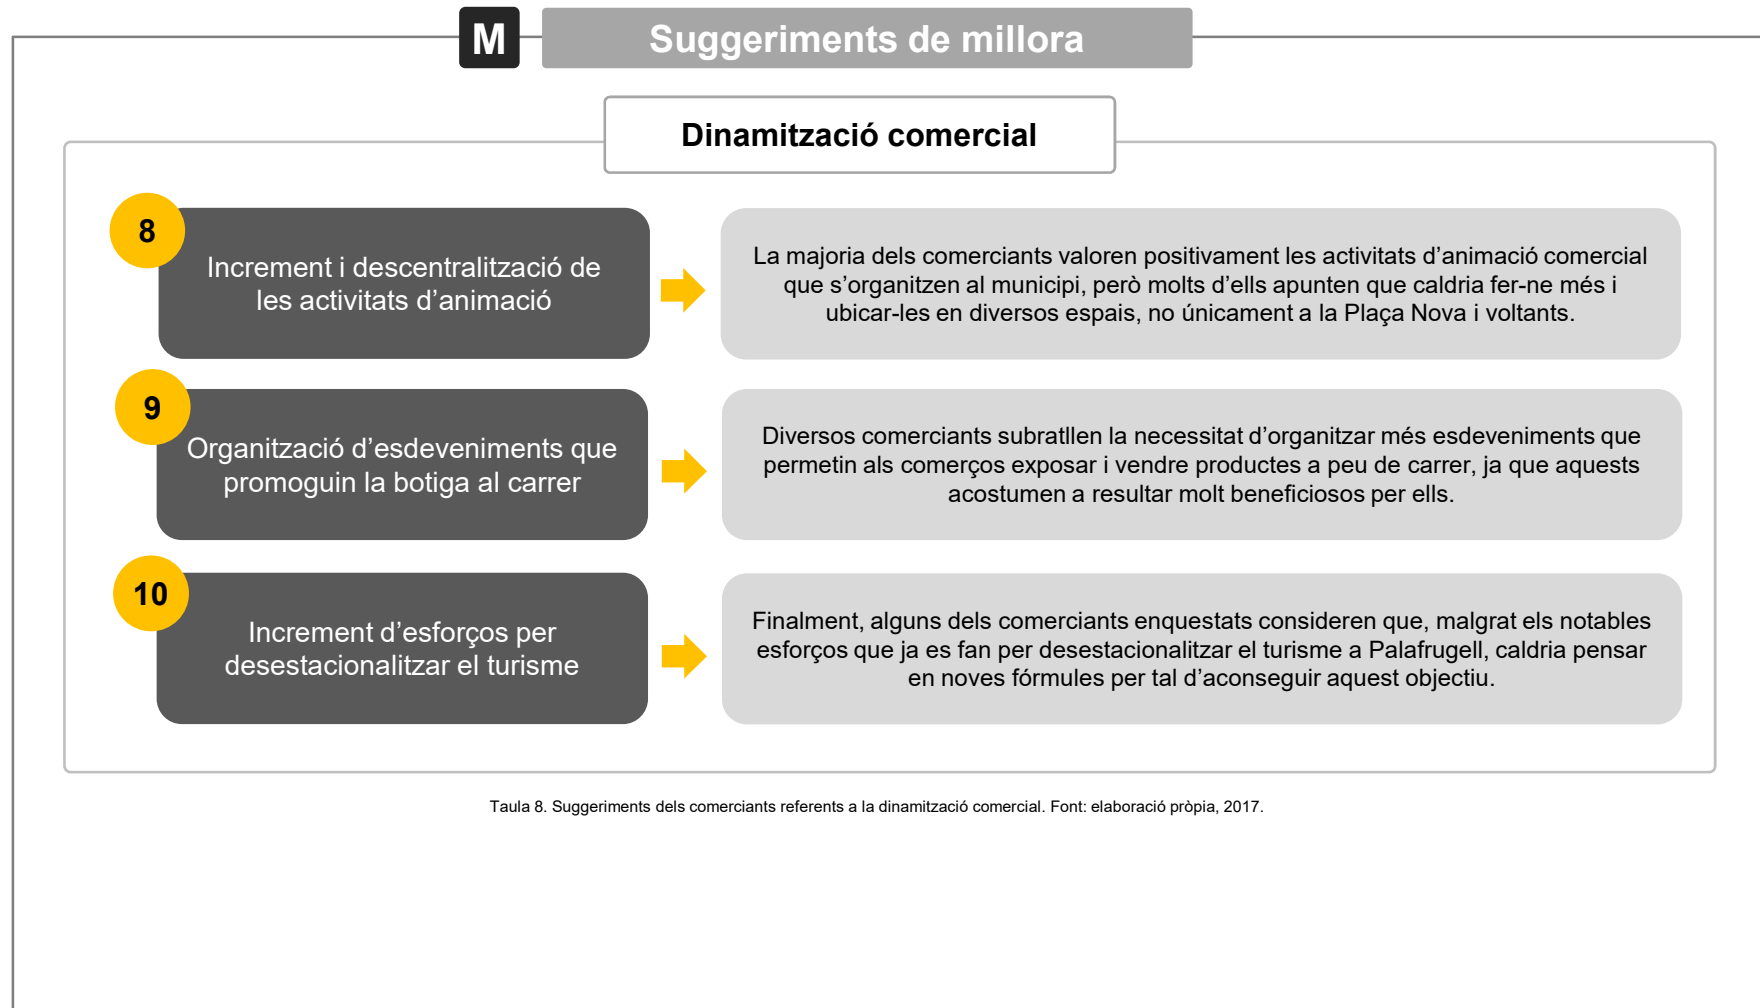 M
Suggeriments de millora
Dinamització comercial
8
Increment i descentralització de
les activitats d’animació
La majoria dels comerciants valoren positivament les activitats d’animació comercial
que s’organitzen al municipi, però molts d’ells apunten que caldria fer-ne més i
ubicar-les en diversos espais, no únicament a la Plaça Nova i voltants.
9
Organització d’esdeveniments que
promoguin la botiga al carrer
Diversos comerciants subratllen la necessitat d’organitzar més esdeveniments que
permetin als comerços exposar i vendre productes a peu de carrer, ja que aquests
acostumen a resultar molt beneficiosos per ells.
10
Increment d’esforços per
desestacionalitzar el turisme
Finalment, alguns dels comerciants enquestats consideren que, malgrat els notables
esforços que ja es fan per desestacionalitzar el turisme a Palafrugell, caldria pensar
en noves fórmules per tal d’aconseguir aquest objectiu.
Taula 8. Suggeriments dels comerciants referents a la dinamització comercial. Font: elaboració pròpia, 2017.